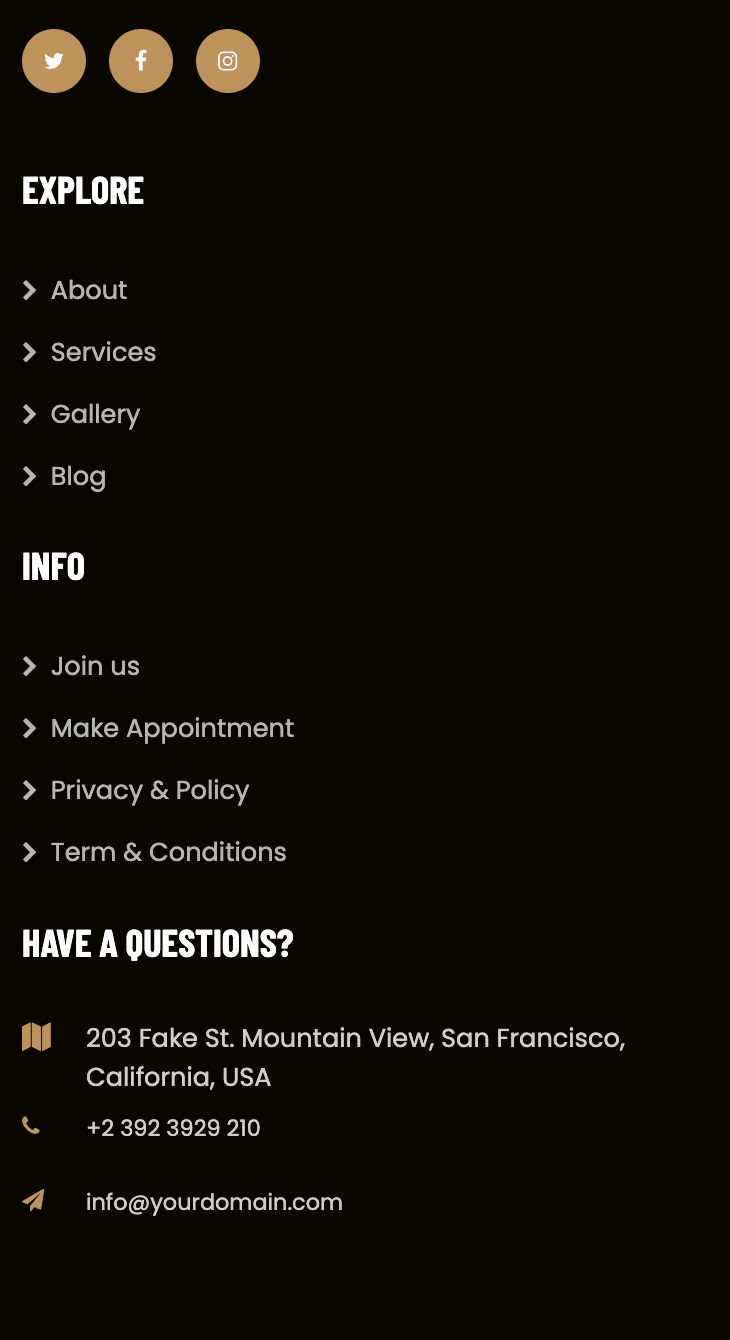 EXPLORE
About
Services
Gallery
Blog
INFO
Join us
Make Appointment
Privacy & Policy
Term & Conditions
HAVE A QUESTIONS?
203 Fake St. Mountain View, San Francisco,
California, USA
+2 392 3929 210
info@yourdomain.com